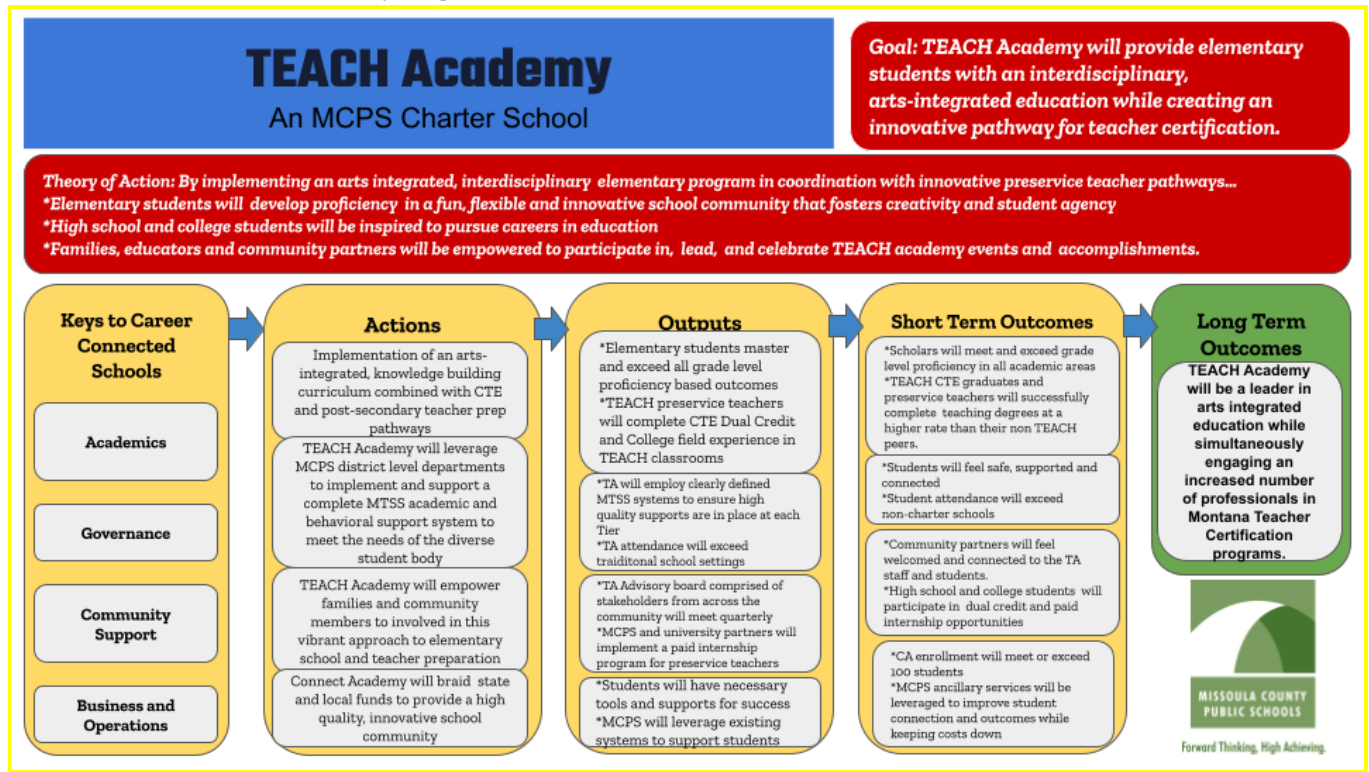 TEACH Academy
An MCPS Charter School
Goal: TEACH Academy will provide elementary
students with an interdisciplinary,
arts-integrated education while creating an
innovative pathway for teacher certification.
Theory of Action: By implementing an arts integrated, interdisciplinary elementary program in coordination with innovative preservice teacher pathways...
*Elementary students will develop proficiency in a fun, flexible and innovative school community that fosters creativity and student agency
*High school and college students will be inspired to pursue careers in education
*Families, educators and community partners will be empowered to participate in, lead, and celebrate TEACH academy events and accomplishments.
Keys to Career
Connected
Schools
Academics
Governance
Community
Support
Business and
Operations
Actions
Implementation of an arts-
integrated, knowledge building
curriculum combined with CTE
and post-secondary teacher prep
pathways
TEACH Academy will leverage
MCPS district level departments
to implement and support a
complete MTSS academic and
behavioral support system to
meet the needs of the diverse
student body
TEACH Academy will empower
families and community
members to involved in this
vibrant approach to elementary
school and teacher preparation
Connect Academy will braid state
and local funds to provide a high
quality, innovative school
community
Outputs
*Elementary students master
and exceed all grade level
proficiency based outcomes
*TEACH preservice teachers
will complete CTE Dual Credit
and College field experience in
TEACH classrooms
*TA will employ clearly defined
MTSS systems to ensure high
quality supports are in place at each
Tier
*TA attendance will exceed
traiditonal school settings
*TA Advisory board comprised of
stakeholders from across the
community will meet quarterly
*MCPS and university partners will
implement a paid internship
program for preservice teachers
*Students will have necessary
tools and supports for success
*MCPS will leverage existing
systems to support students
Short Term Outcomes
*Scholars will meet and exceed grade
level proficiency in all academic areas
*TEACH CTE graduates and
preservice teachers will successfully
complete teaching degrees at a
higher rate than their non TEACH
peers.
*Students will feel safe, supported and
connected
*Student attendance will exceed
non-charter schools
*Community partners will feel
welcomed and connected to the TA
staff and students.
*High school and college students will
participate in dual credit and paid
internship opportunities
*CA enrollment will meet or exceed
100 students
*MCPS ancillary services will be
leveraged to improve student
connection and outcomes while
keeping costs down
Long Term
Outcomes
TEACH Academy
will be a leader in
arts integrated
education while
simultaneously
engaging an
increased number
of professionals in
Montana Teacher
Certification
programs.
MISSOULA COUNTY
PUBLIC SCHOOLS
Forward Thinking, High Achieving.